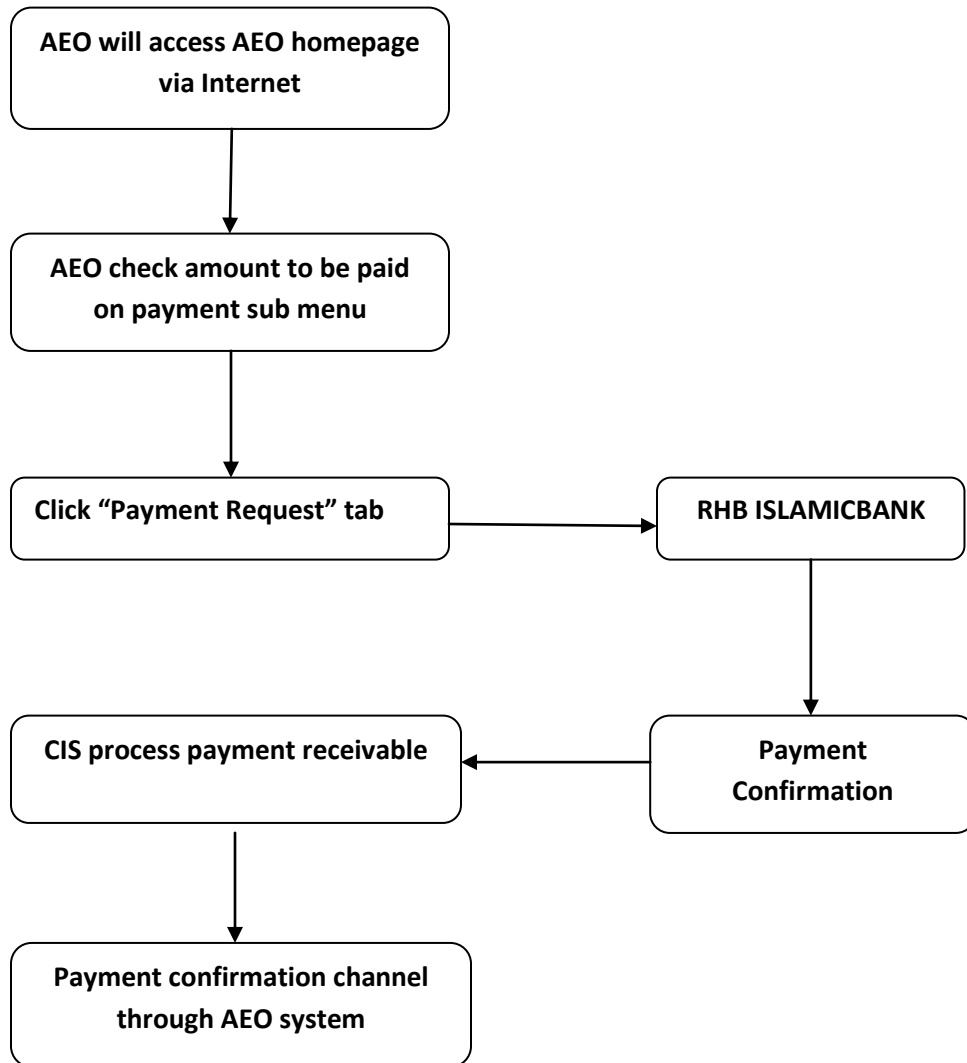 AEO will access AEO homepage
via Internet
AEO check amount to be paid
on payment sub menu
Click “Payment Request” tab
RHB ISLAMICBANK
Payment
Confirmation
CIS process payment receivable
Payment confirmation channel
through AEO system